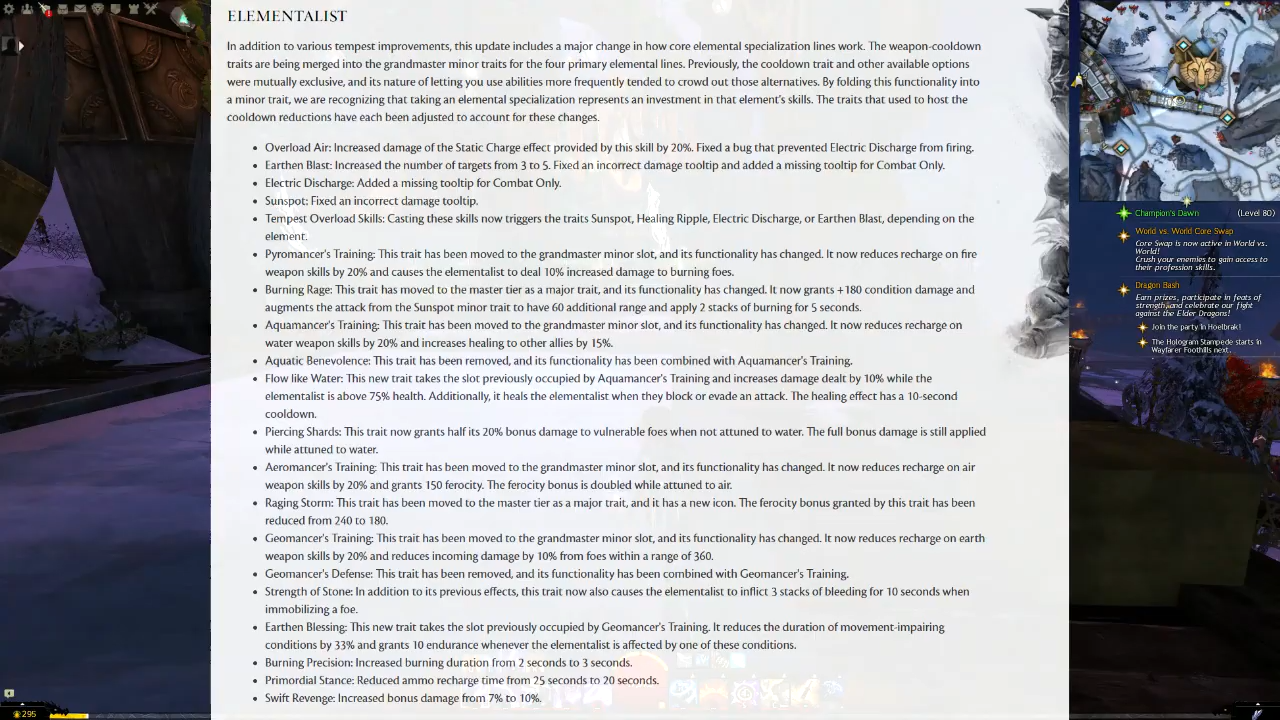 ELEMENTALIST
In addition to various tempest improvements, this update includes a major change in how core elemental specialization lines work. The weapon-cooldown
traits are being merged into the grandmaster minor traits for the four primary elemental lines. Previously, the cooldown trait and other available options
were mutually exclusive, and its nature of letting you use abilities more frequently tended to crowd out those alternatives. By folding this functionality into
a minor trait, we are recognizing that taking an elemental specialization represents an investment in that element's skills. The traits that used to host the
cooldown reductions have each been adjusted to account for these changes.
• Overload Air: Increased damage of the Static Charge effect provided by this skill by 20%. Fixed a bug that prevented Electric Discharge from firing.
• Earthen Blast: Increased the number of targets from 3 to 5. Fixed an incorrect damage tooltip and added a missing tooltip for Combat Only.
• Electric Discharge: Added a missing tooltip for Combat Only.
• Sunspot: Fixed an incorrect damage tooltip.
• Tempest Overload Skills: Casting these skills now triggers the traits Sunspot, Healing Ripple, Electric Discharge, or Earthen Blast, depending on the
element.
• Pyromancer's Training: This trait has been moved to the grandmaster minor slot, and its functionality has changed. It now reduces recharge on fire
weapon skills by 20% and causes the elementalist to deal 10% increased damage to burning foes.
• Burning Rage: This trait has moved to the master tier as a major trait, and its functionality has changed. It now grants +180 condition damage and
augments the attack from the Sunspot minor trait to have 60 additional range and apply 2 stacks of burning for 5 seconds.
• Aquamancer's Training: This trait has been moved to the grandmaster minor slot, and its functionality has changed. It now reduces recharge on
water weapon skills by 20% and increases healing to other allies by 15%.
• Aquatic Benevolence: This trait has been removed, and its functionality has been combined with Aquamancer's Training.
• Flow like Water: This new trait takes the slot previously occupied by Aquamancer's Training and increases damage dealt by 10% while the
elementalist is above 75% health. Additionally, it heals the elementalist when they block or evade an attack. The healing effect has a 10-second
cooldown.
• Piercing Shards: This trait now grants half its 20% bonus damage to vulnerable foes when not attuned to water. The full bonus damage is still applied
while attuned to water.
• Aeromancer's Training: This trait has been moved to the grandmaster minor slot, and its functionality has changed. It now reduces recharge on air
weapon skills by 20% and grants 150 ferocity. The ferocity bonus is doubled while attuned to air.
• Raging Storm: This trait has been moved to the master tier as a major trait, and it has a new icon. The ferocity bonus granted by this trait has been
reduced from 240 to 180.
• Geomancer's Training: This trait has been moved to the grandmaster minor slot, and its functionality has changed. It now reduces recharge on earth
weapon skills by 20% and reduces incoming damage by 10% from foes within a range of 360.
• Geomancer's Defense: This trait has been removed, and its functionality has been combined with Geomancer's Training.
• Strength of Stone: In addition to its previous effects, this trait now also causes the elementalist to inflict 3 stacks of bleeding for 10 seconds when
immobilizing a foe.
• Earthen Blessing: This new trait takes the slot previously occupied by Geomancer's Training. It reduces the duration of movement-impairing
conditions by 33% and grants 10 endurance whenever the elementalist is affected by one of these conditions.
• Burning Precision: Increased burning duration from 2 seconds to 3 seconds.
• Primordial Stance: Reduced ammo recharge time from 25 seconds to 20 seconds.
• Swift Revenge: Increased bonus damage from 7% to 10%.
Champion's Dawn (Level 80)
World vs. World Core Swap
Core Swap is now active in World vs.
World!
Crush your enemies to gain access to
their profession skills.
Dragon Bash
Earn prizes, participate in feats of
strength, and celebrate our fight
against the Elder Dragons!
Join the party in Hoelbrak!
The Hologram Stampede starts in
Wayfarer Foothills next.
295